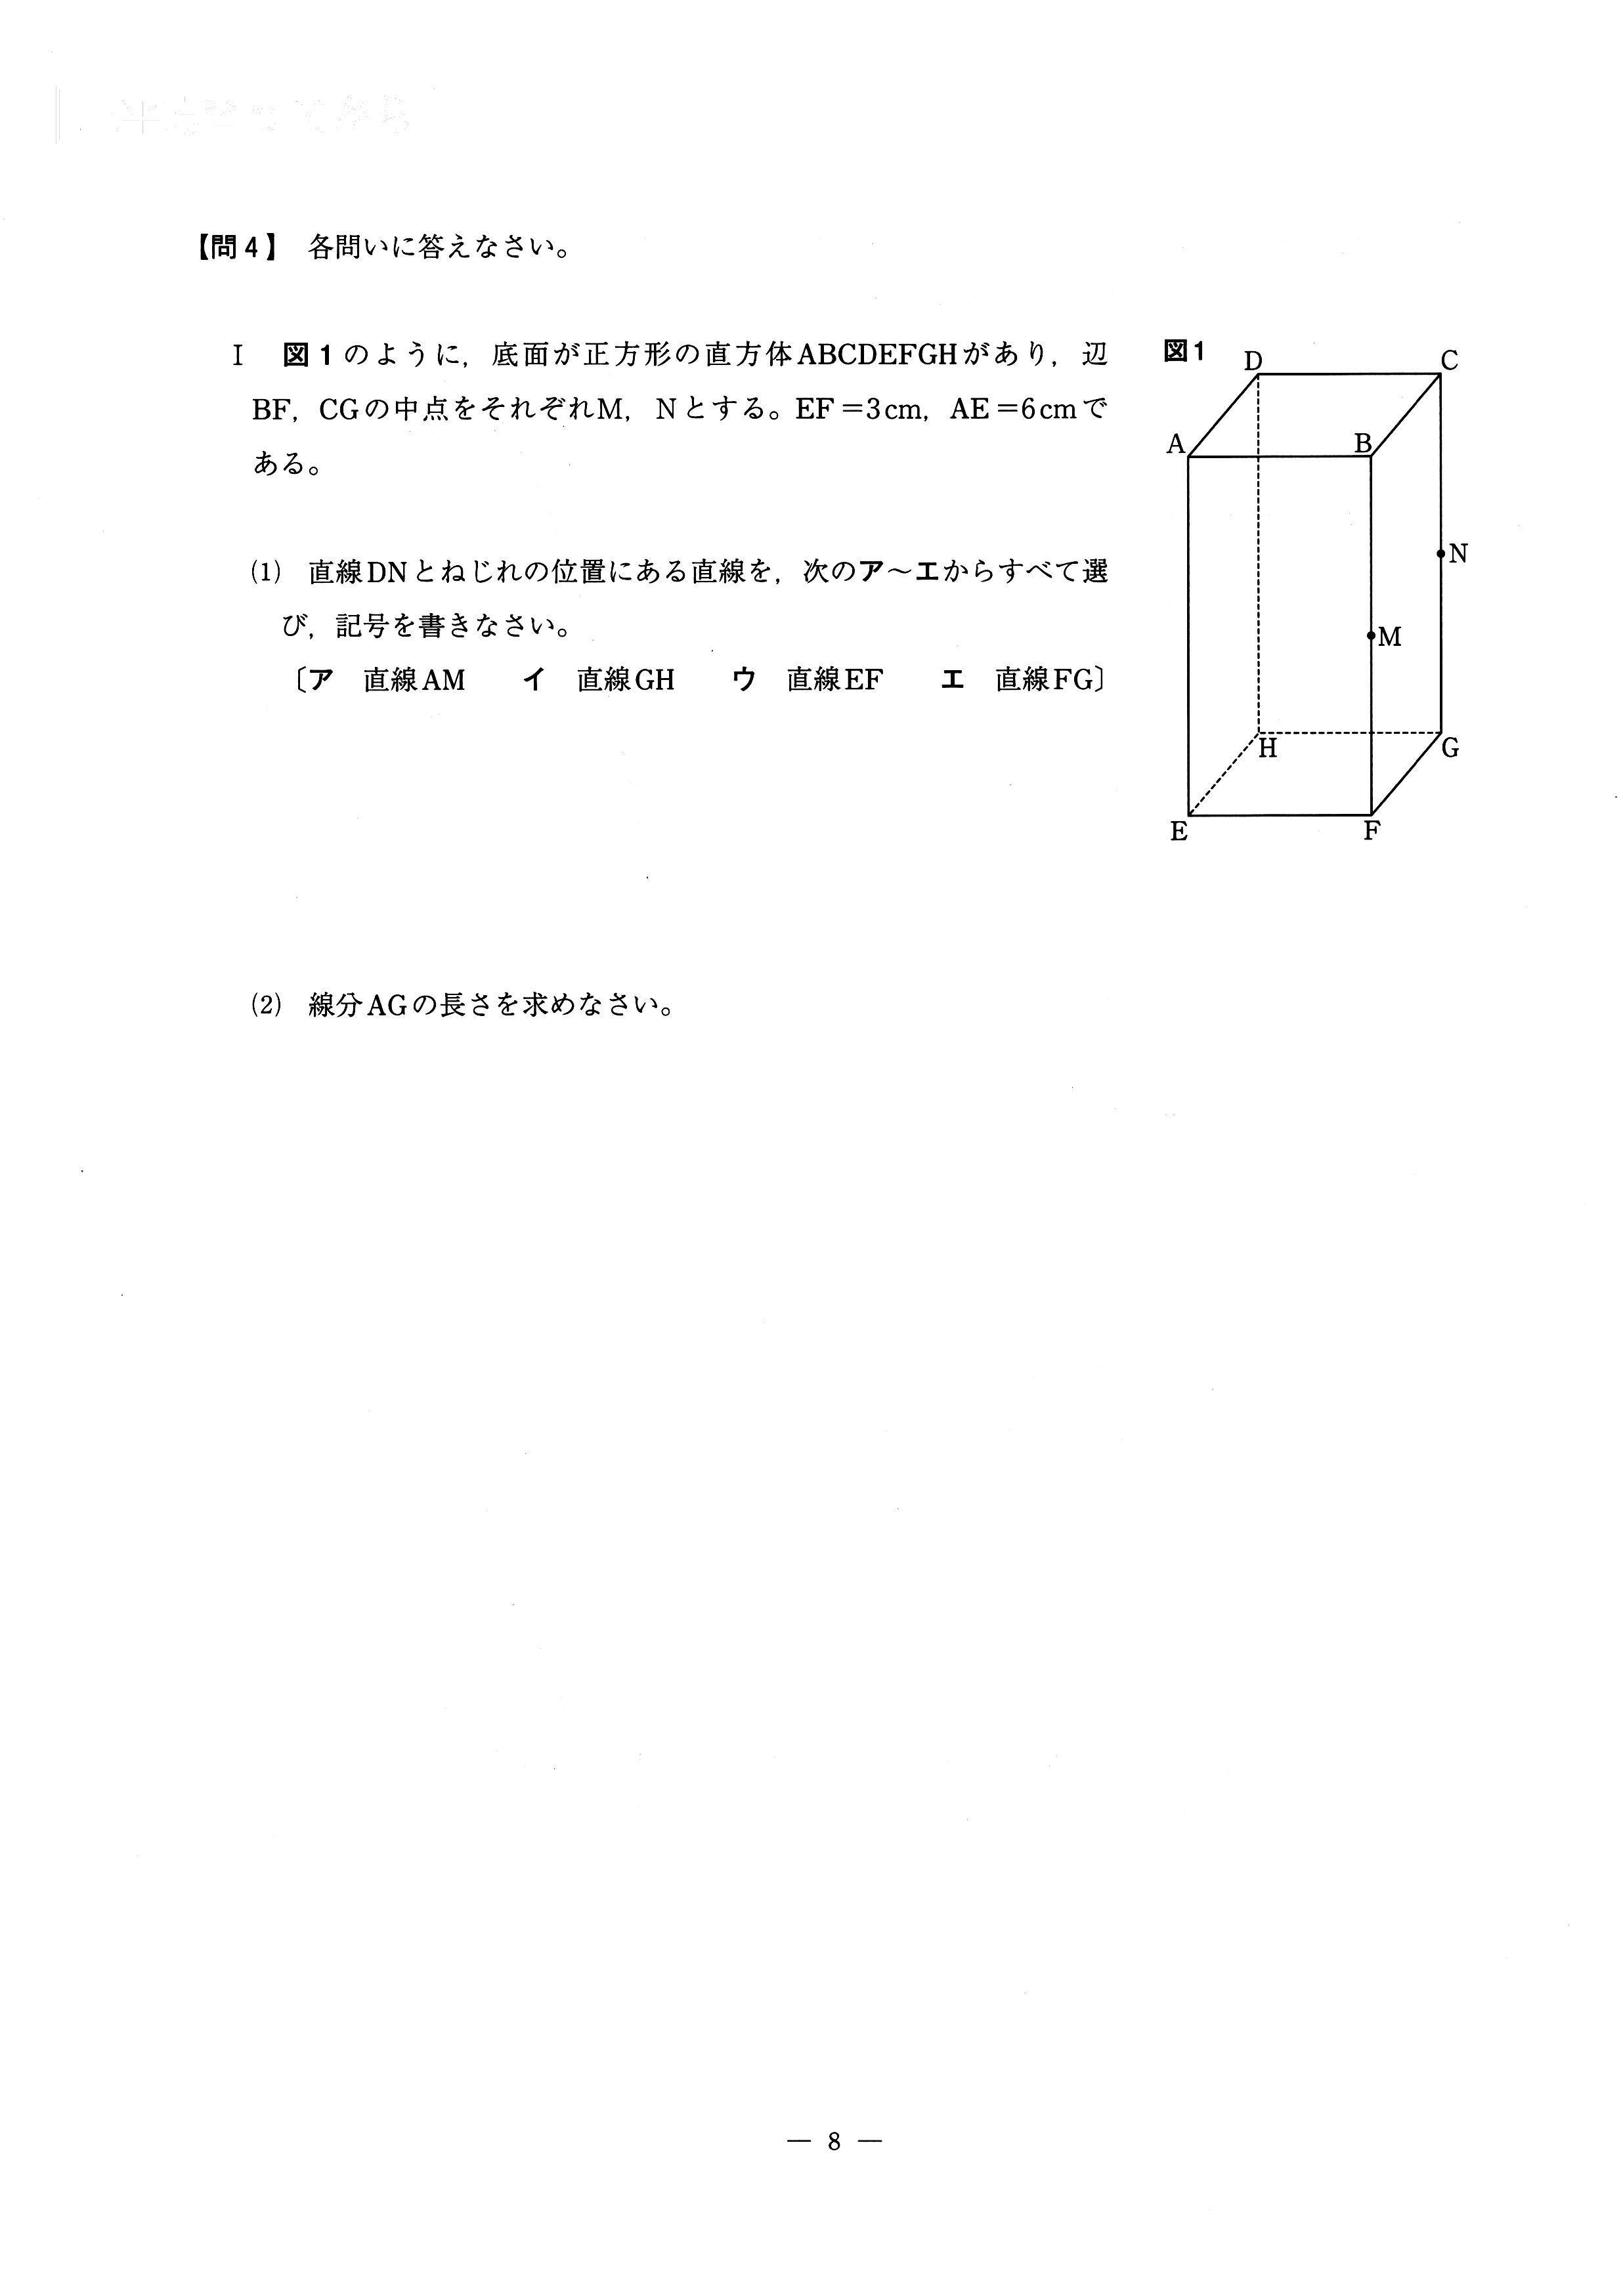 【問4】 各問いに答えなさい。
Ⅰ 図1のように，底面が正方形の直方体ABCDEFGHがあり，辺
BF，CGの中点をそれぞれM，Nとする。EF＝3cm，AE＝6cmで
ある。
(1) 直線DNとねじれの位置にある直線を，次のア～エからすべて選
び，記号を書きなさい。
〔ア 直線AM イ 直線GH ウ 直線EF エ 直線FG〕
図1
D
C
A
B
N
M
H
G
E
F
(2) 線分AGの長さを求めなさい。
— 8 —